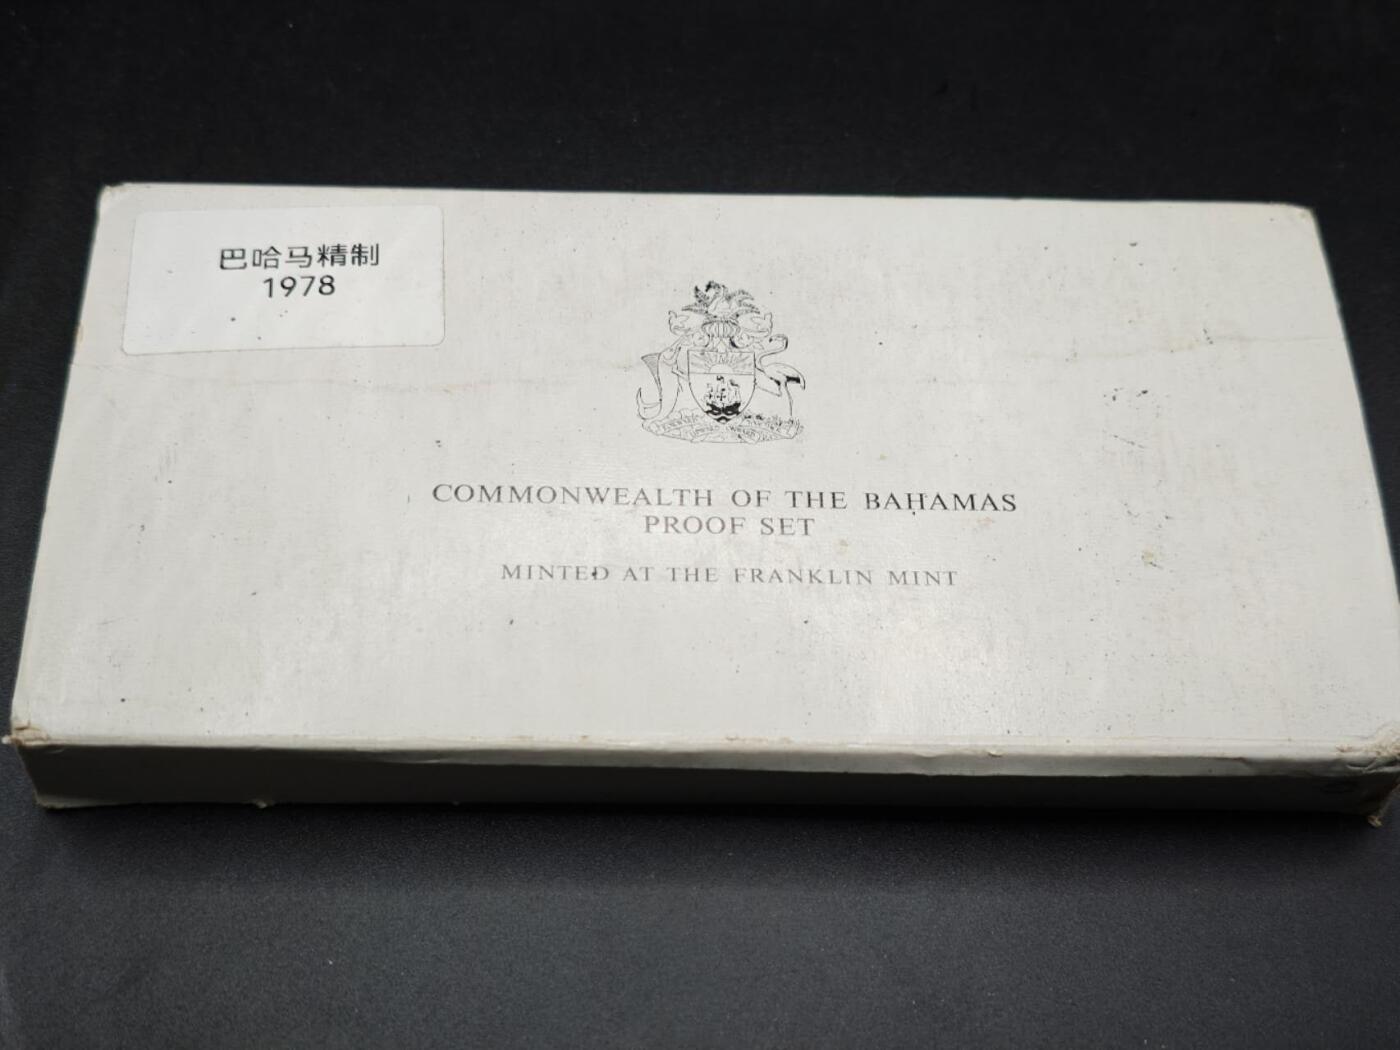 巴哈马精制
1978
COMMONWEALTH OF THE BAHAMAS
PROOF SET
MINTED AT THE FRANKLIN MINT